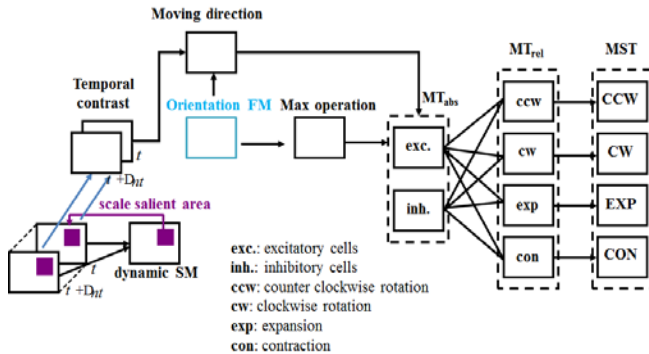 Moving direction
MTrel
MST
Temporal
contrast
Orientation FM
Max operation
MTabs
ccw
CCW
t
exc.
cw
CW
t +Dnt
inh.
exp
EXP
scale salient area
con
CON
t
dynamic SM
t +Dnt
exc.: excitatory cells
inh.: inhibitory cells
ccw: counter clockwise rotation
cw: clockwise rotation
exp: expansion
con: contraction